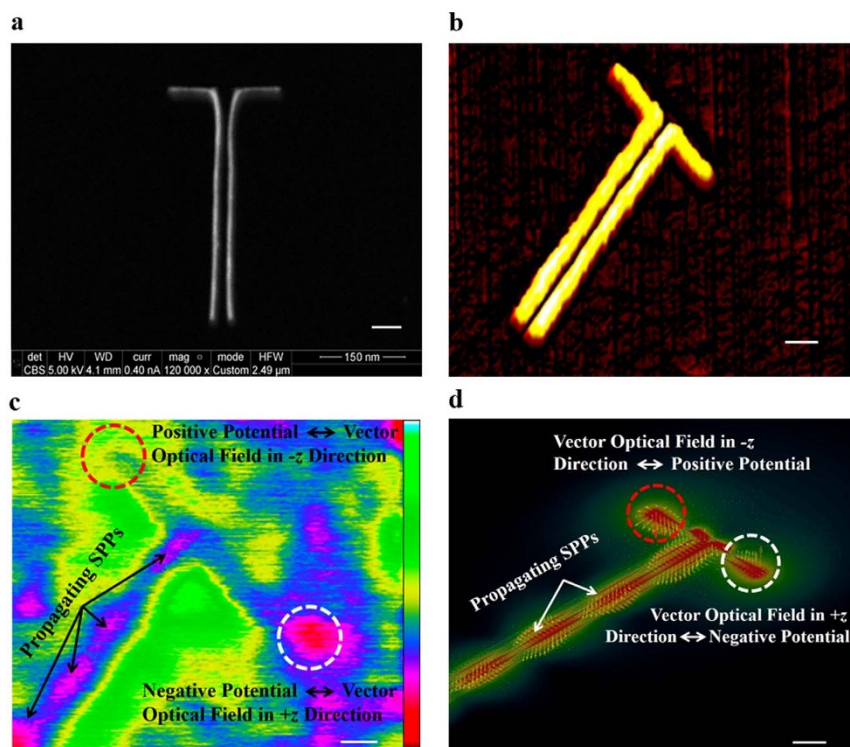 a
b
det HV WD curr mag □ mode HFW 150 nm
CBS 5.00 kV 4.1 mm 0.40 nA 120 000 x Custom 2.49 µm
c
Positive Potential ↔ Vector
Optical Field in -z Direction
Propagating SPPs
Negative Potential ↔ Vector
Optical Field in +z Direction
d
Vector Optical Field in -z
Direction ↔ Positive Potential
Propagating SPPs
Vector Optical Field in +z
Direction ↔ Negative Potential